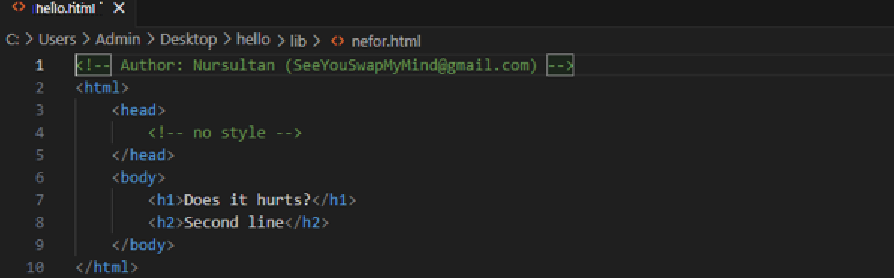 hello.html
C: > Users > Admin > Desktop > hello > lib > <> nefor.html
1 <!-- Author: Nursultan (SeeYouSwapMyMind@gmail.com) -->
2 <html>
3 <head>
4 <!-- no style -->
5 </head>
6 <body>
7 <h1>Does it hurts?</h1>
8 <h2>Second line</h2>
9 </body>
10 </html>